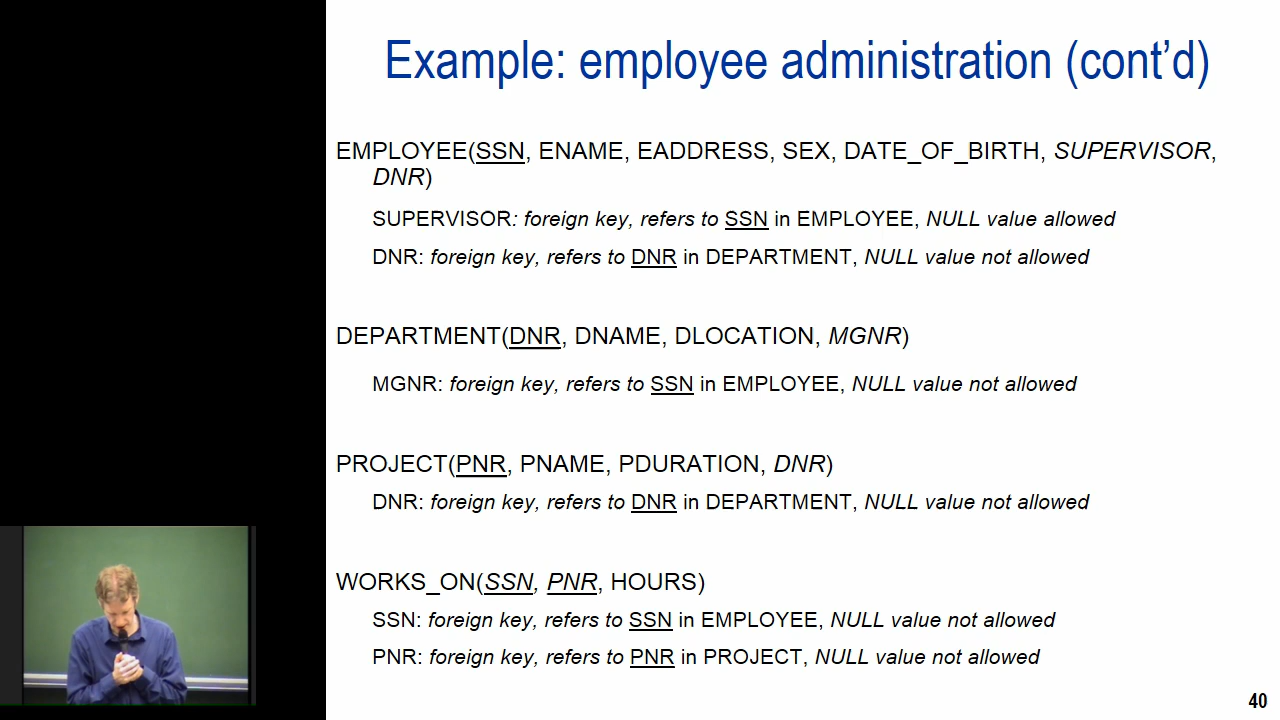 Example: employee administration (cont’d)
EMPLOYEE(SSN, ENAME, EADDRESS, SEX, DATE_OF_BIRTH, SUPERVISOR,
DNR)
SUPERVISOR: foreign key, refers to SSN in EMPLOYEE, NULL value allowed
DNR: foreign key, refers to DNR in DEPARTMENT, NULL value not allowed
DEPARTMENT(DNR, DNAME, DLOCATION, MGNR)
MGNR: foreign key, refers to SSN in EMPLOYEE, NULL value not allowed
PROJECT(PNR, PNAME, PDURATION, DNR)
DNR: foreign key, refers to DNR in DEPARTMENT, NULL value not allowed
WORKS_ON(SSN, PNR, HOURS)
SSN: foreign key, refers to SSN in EMPLOYEE, NULL value not allowed
PNR: foreign key, refers to PNR in PROJECT, NULL value not allowed
40